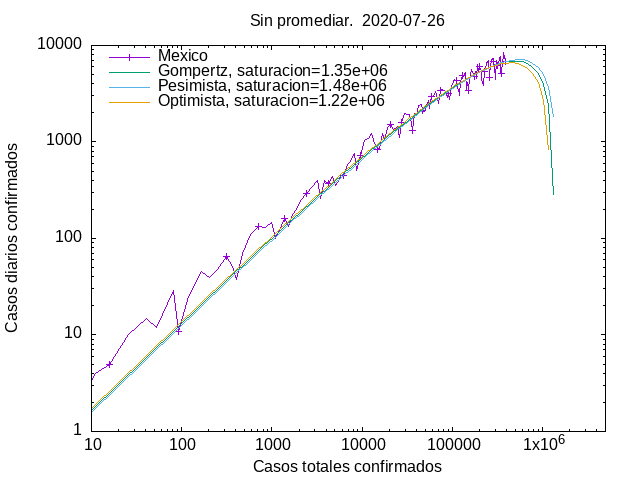 Sin promediar.  2020-07-26
Casos diarios confirmados
10000
1000
100
10
1
Mexico
Gompertz, saturacion=1.35e+06
Pesimista, saturacion=1.48e+06
Optimista, saturacion=1.22e+06
10 100 1000 10000 100000 1x10⁶
Casos totales confirmados